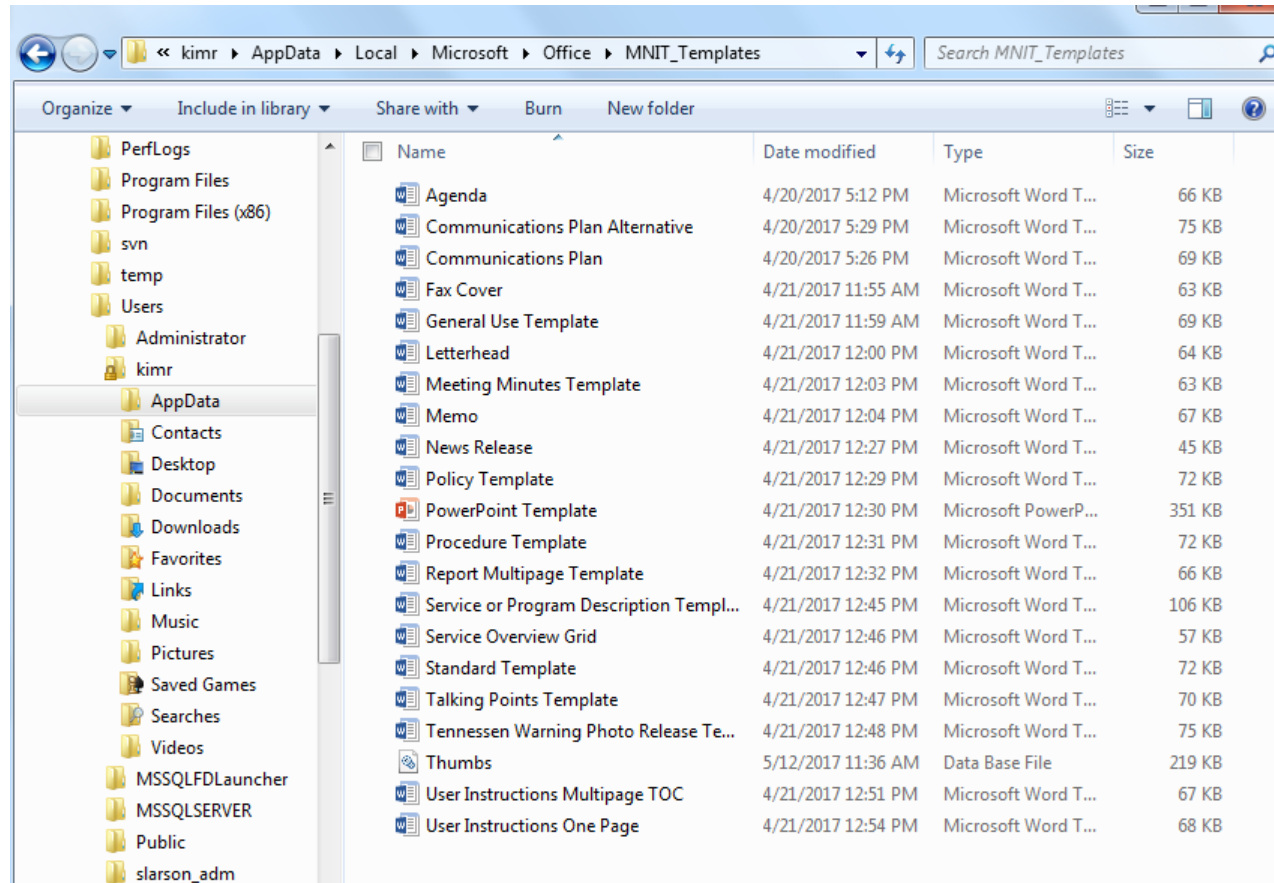 « kimr AppData Local Microsoft Office MNIT_Templates Search MNIT_Templates
Organize Include in library Share with Burn New folder
PerfLogs
Program Files
Program Files (x86)
svn
temp
Users
Administrator
kimr
AppData
Contacts
Desktop
Documents
Downloads
Favorites
Links
Music
Pictures
Saved Games
Searches
Videos
MSSQLFDLauncher
MSSQLSERVER
Public
slarson_adm
Name Date modified Type Size
Agenda 4/20/2017 5:12 PM Microsoft Word T... 66 KB
Communications Plan Alternative 4/20/2017 5:29 PM Microsoft Word T... 75 KB
Communications Plan 4/20/2017 5:26 PM Microsoft Word T... 69 KB
Fax Cover 4/21/2017 11:55 AM Microsoft Word T... 63 KB
General Use Template 4/21/2017 11:59 AM Microsoft Word T... 69 KB
Letterhead 4/21/2017 12:00 PM Microsoft Word T... 64 KB
Meeting Minutes Template 4/21/2017 12:03 PM Microsoft Word T... 63 KB
Memo 4/21/2017 12:04 PM Microsoft Word T... 67 KB
News Release 4/21/2017 12:27 PM Microsoft Word T... 45 KB
Policy Template 4/21/2017 12:29 PM Microsoft Word T... 72 KB
PowerPoint Template 4/21/2017 12:30 PM Microsoft PowerP... 351 KB
Procedure Template 4/21/2017 12:31 PM Microsoft Word T... 72 KB
Report Multipage Template 4/21/2017 12:32 PM Microsoft Word T... 66 KB
Service or Program Description Templ... 4/21/2017 12:45 PM Microsoft Word T... 106 KB
Service Overview Grid 4/21/2017 12:46 PM Microsoft Word T... 57 KB
Standard Template 4/21/2017 12:46 PM Microsoft Word T... 72 KB
Talking Points Template 4/21/2017 12:47 PM Microsoft Word T... 70 KB
Tennessen Warning Photo Release Te... 4/21/2017 12:48 PM Microsoft Word T... 75 KB
Thumbs 5/12/2017 11:36 AM Data Base File 219 KB
User Instructions Multipage TOC 4/21/2017 12:51 PM Microsoft Word T... 67 KB
User Instructions One Page 4/21/2017 12:54 PM Microsoft Word T... 68 KB